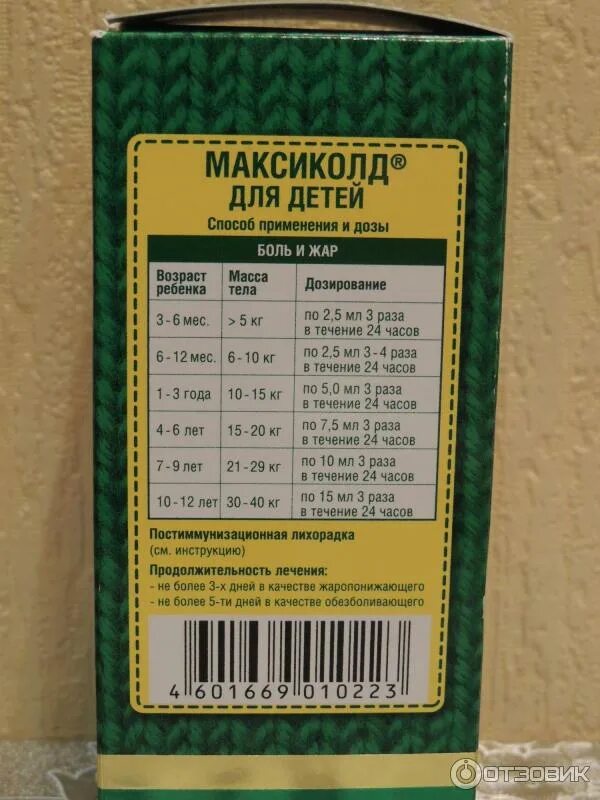 МАКСИКОЛД®
ДЛЯ ДЕТЕЙ
Способ применения и дозы
БОЛЬ И ЖАР
Возраст ребенка Масса тела Дозирование
3-6 мес. > 5 кг по 2,5 мл 3 раза в течение 24 часов
6-12 мес. 6-10 кг по 2,5 мл 3-4 раза в течение 24 часов
1-3 года 10-15 кг по 5,0 мл 3 раза в течение 24 часов
4-6 лет 15-20 кг по 7,5 мл 3 раза в течение 24 часов
7-9 лет 21-29 кг по 10 мл 3 раза в течение 24 часов
10-12 лет 30-40 кг по 15 мл 3 раза в течение 24 часов
Постиммунизационная лихорадка
(см. инструкцию)
Продолжительность лечения:
- не более 3-х дней в качестве жаропонижающего
- не более 5-ти дней в качестве обезболивающего
4 601669 010223
ОТЗОВИК